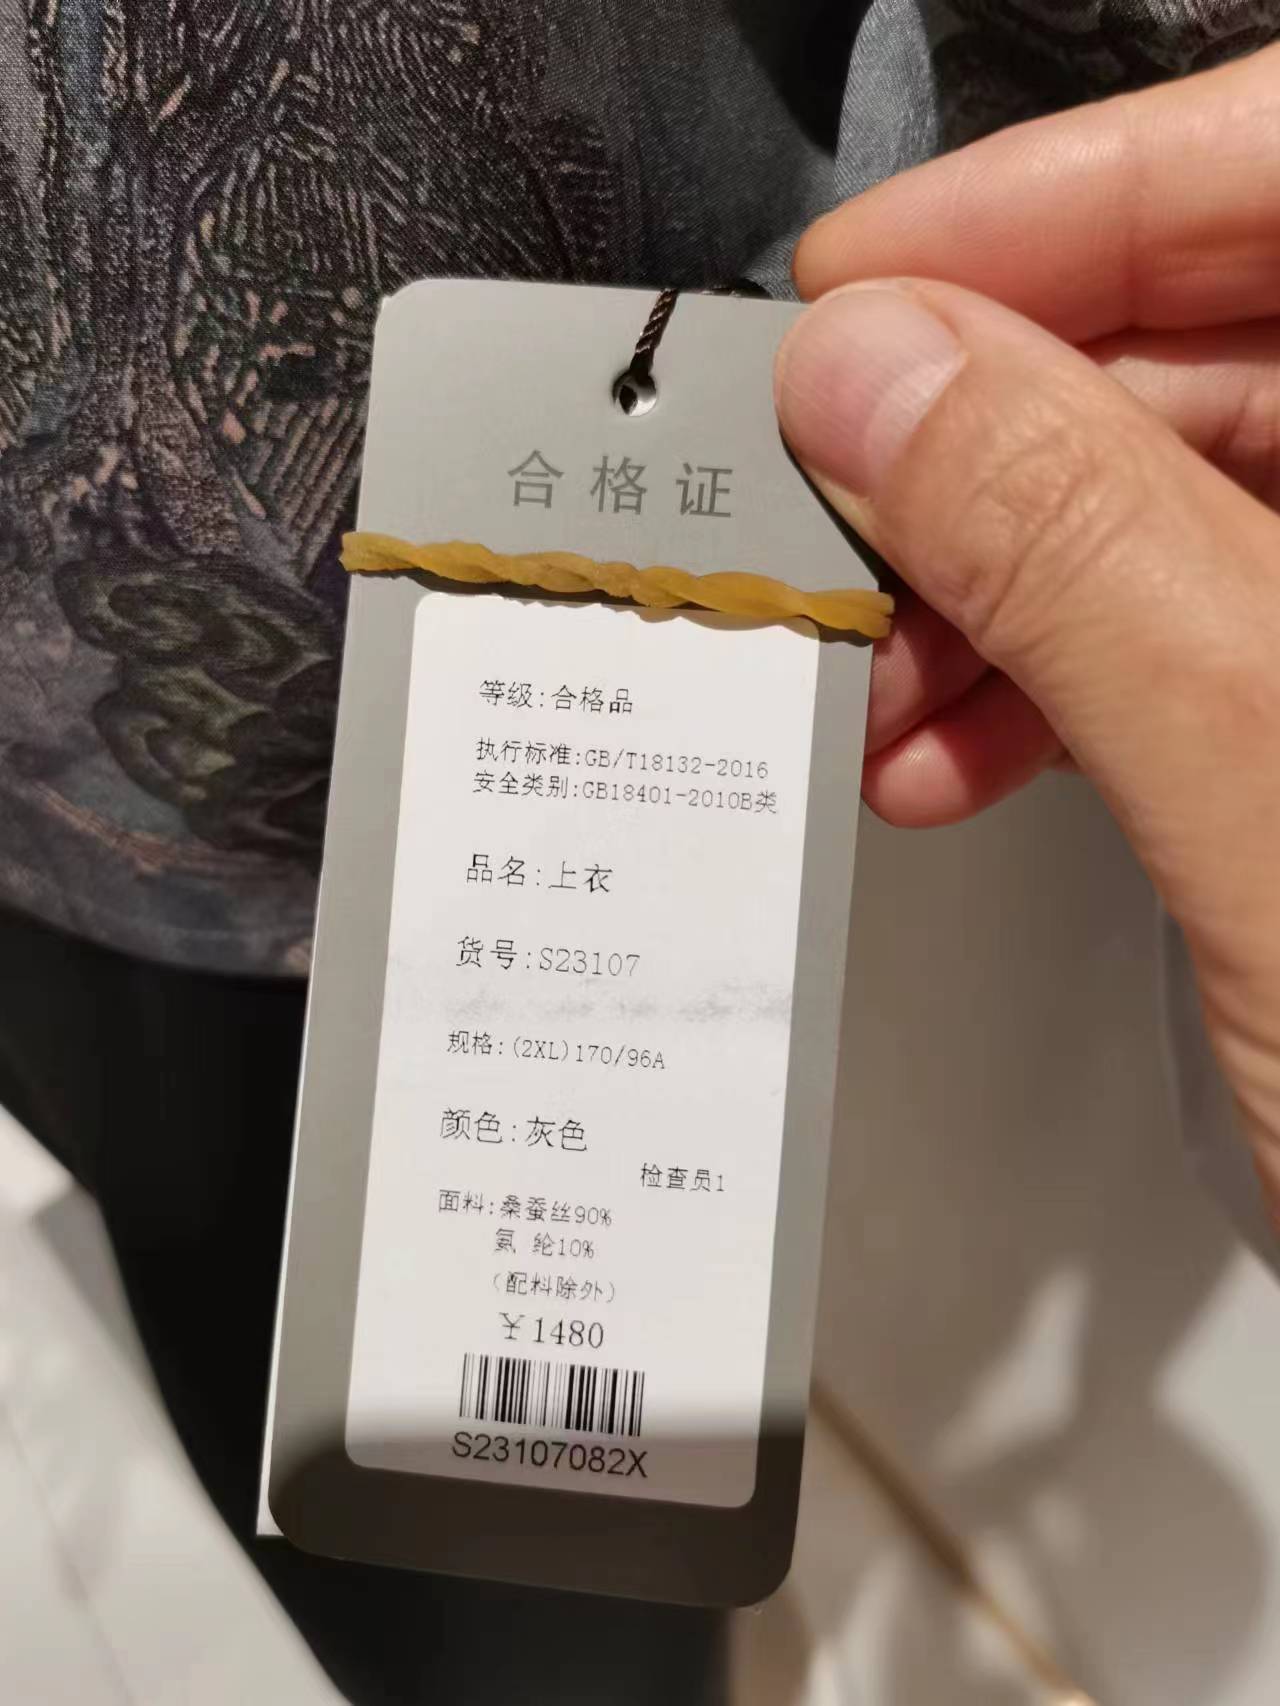 合格证
等级:合格品
执行标准:GB/T18132-2016
安全类别:GB18401-2010B类
品名:上衣
货号:S23107
规格:(2XL)170/96A
颜色:灰色
检查员1
面料:桑蚕丝90%
氨 纶10%
(配料除外)
¥1480
S23107082X